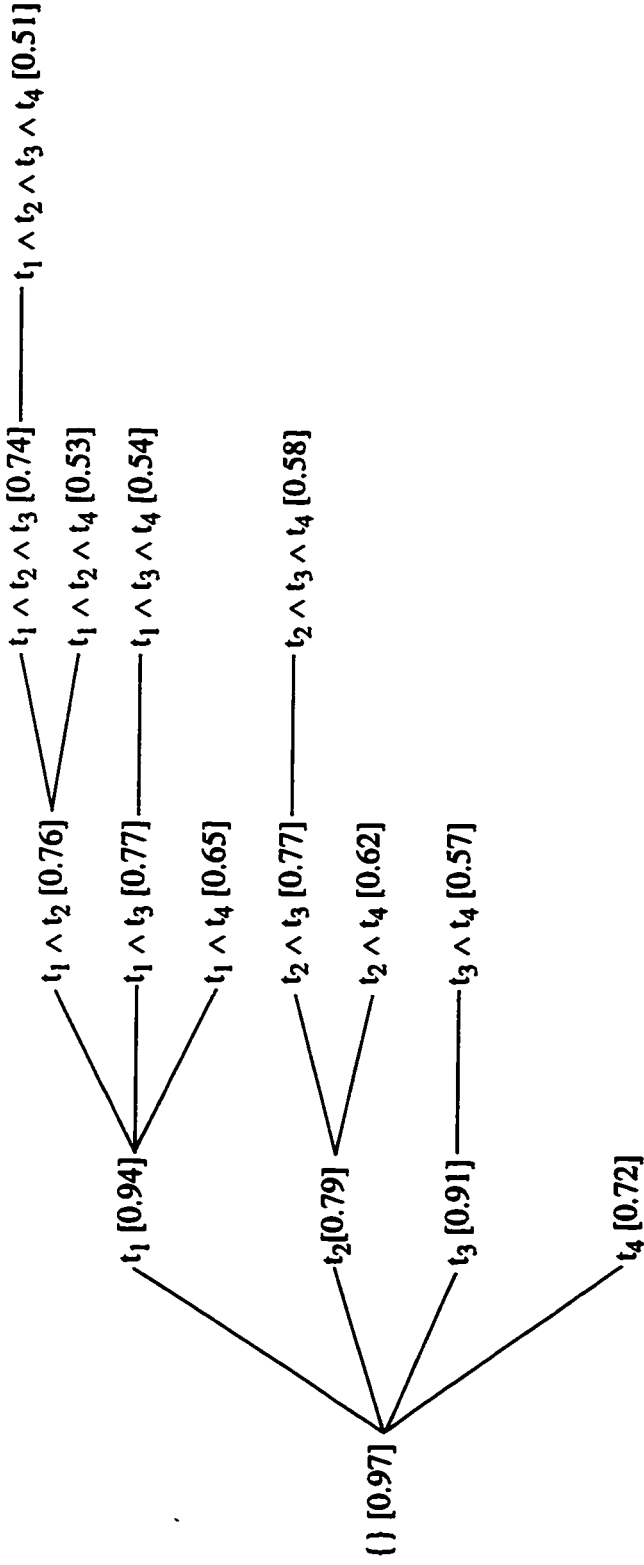 { } [0.97]
t₁ [0.94]
t₂[0.79]
t₃ [0.91]
t₄ [0.72]
t₁ ∧ t₂ [0.76]
t₁ ∧ t₃ [0.77]
t₁ ∧ t₄ [0.65]
t₂ ∧ t₃ [0.77]
t₂ ∧ t₄ [0.62]
t₃ ∧ t₄ [0.57]
t₁ ∧ t₂ ∧ t₃ [0.74]
t₁ ∧ t₂ ∧ t₄ [0.53]
t₁ ∧ t₃ ∧ t₄ [0.54]
t₂ ∧ t₃ ∧ t₄ [0.58]
t₁ ∧ t₂ ∧ t₃ ∧ t₄ [0.51]